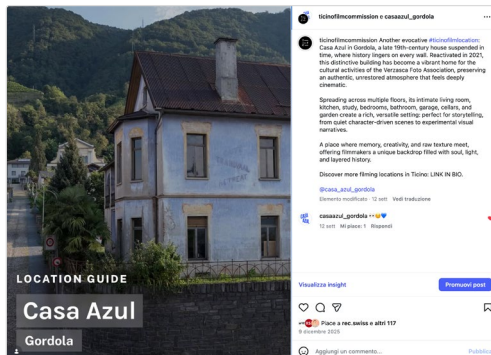 LOCATION GUIDE
Casa Azul
Gordola
ticinofilmcommission e casaazul_gordola
ticinofilmcommission Another evocative #ticinofilmlocation:
Casa Azul in Gordola, a late 19th-century house suspended in
time, where history lingers on every wall. Reactivated in 2021,
this distinctive building has become a vibrant home for the
cultural activities of the Verzasca Foto Association, preserving
an authentic, unrestored atmosphere that feels deeply
cinematic.
Spreading across multiple floors, its intimate living room,
kitchen, study, bedrooms, bathroom, garage, cellars, and
garden create a rich, versatile setting: perfect for storytelling,
from quiet character-driven scenes to experimental visual
narratives.
A place where memory, creativity, and raw texture meet,
offering filmmakers a unique backdrop filled with soul, light,
and layered history.
Discover more filming locations in Ticino: LINK IN BIO.
@casa_azul_gordola
Elemento modificato · 12 sett Vedi traduzione
casaazul_gordola
12 sett Mi piace: 1 Rispondi
Visualizza insight
Promuovi post
Piace a rec.swiss e altri 117
9 dicembre 2025
Aggiungi un commento...
Pubblica